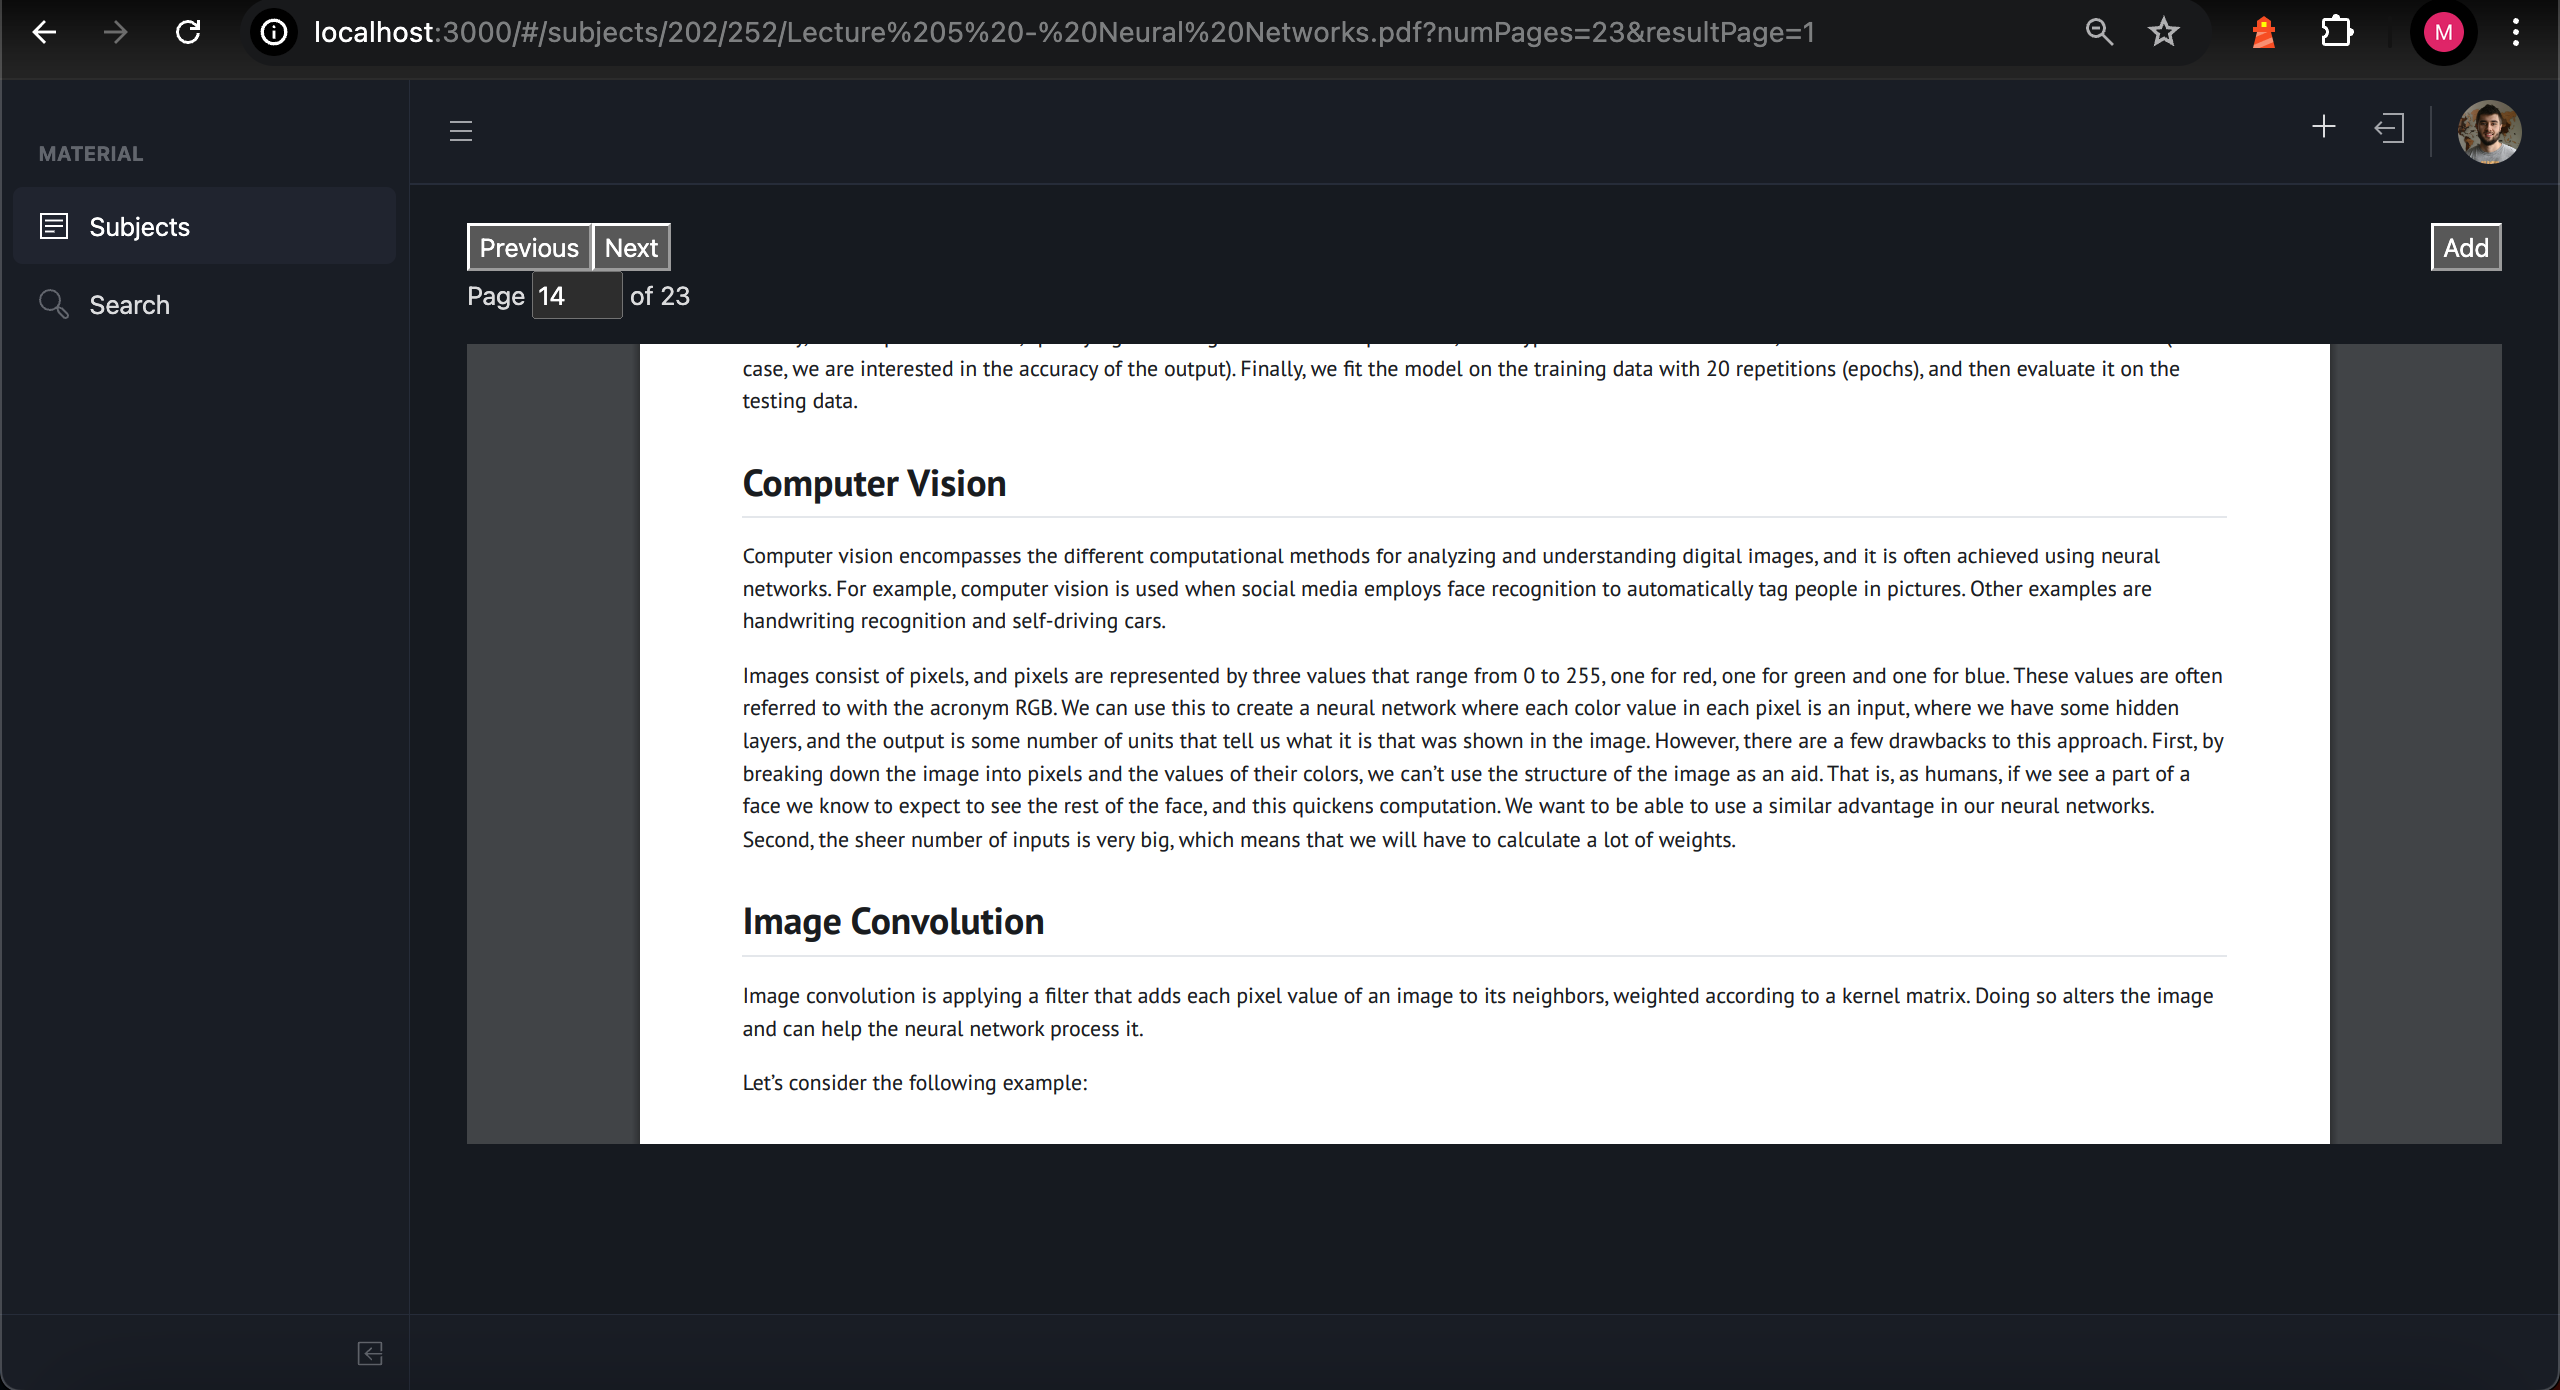 localhost:3000/#/subjects/202/252/Lecture%205%20-%20Neural%20Networks.pdf?numPages=23&resultPage=1
M
MATERIAL
Subjects
Search
Previous Next
Add
Page 14 of 23
case, we are interested in the accuracy of the output). Finally, we fit the model on the training data with 20 repetitions (epochs), and then evaluate it on the
testing data.
Computer Vision
Computer vision encompasses the different computational methods for analyzing and understanding digital images, and it is often achieved using neural
networks. For example, computer vision is used when social media employs face recognition to automatically tag people in pictures. Other examples are
handwriting recognition and self-driving cars.
Images consist of pixels, and pixels are represented by three values that range from 0 to 255, one for red, one for green and one for blue. These values are often
referred to with the acronym RGB. We can use this to create a neural network where each color value in each pixel is an input, where we have some hidden
layers, and the output is some number of units that tell us what it is that was shown in the image. However, there are a few drawbacks to this approach. First, by
breaking down the image into pixels and the values of their colors, we can’t use the structure of the image as an aid. That is, as humans, if we see a part of a
face we know to expect to see the rest of the face, and this quickens computation. We want to be able to use a similar advantage in our neural networks.
Second, the sheer number of inputs is very big, which means that we will have to calculate a lot of weights.
Image Convolution
Image convolution is applying a filter that adds each pixel value of an image to its neighbors, weighted according to a kernel matrix. Doing so alters the image
and can help the neural network process it.
Let’s consider the following example: